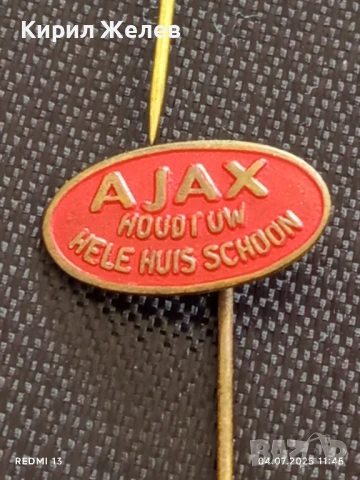 Кирил Желев
AJAX
HOUDT UW
HELE HUIS SCHOON
REDMI 13
04.07.2025 11:46